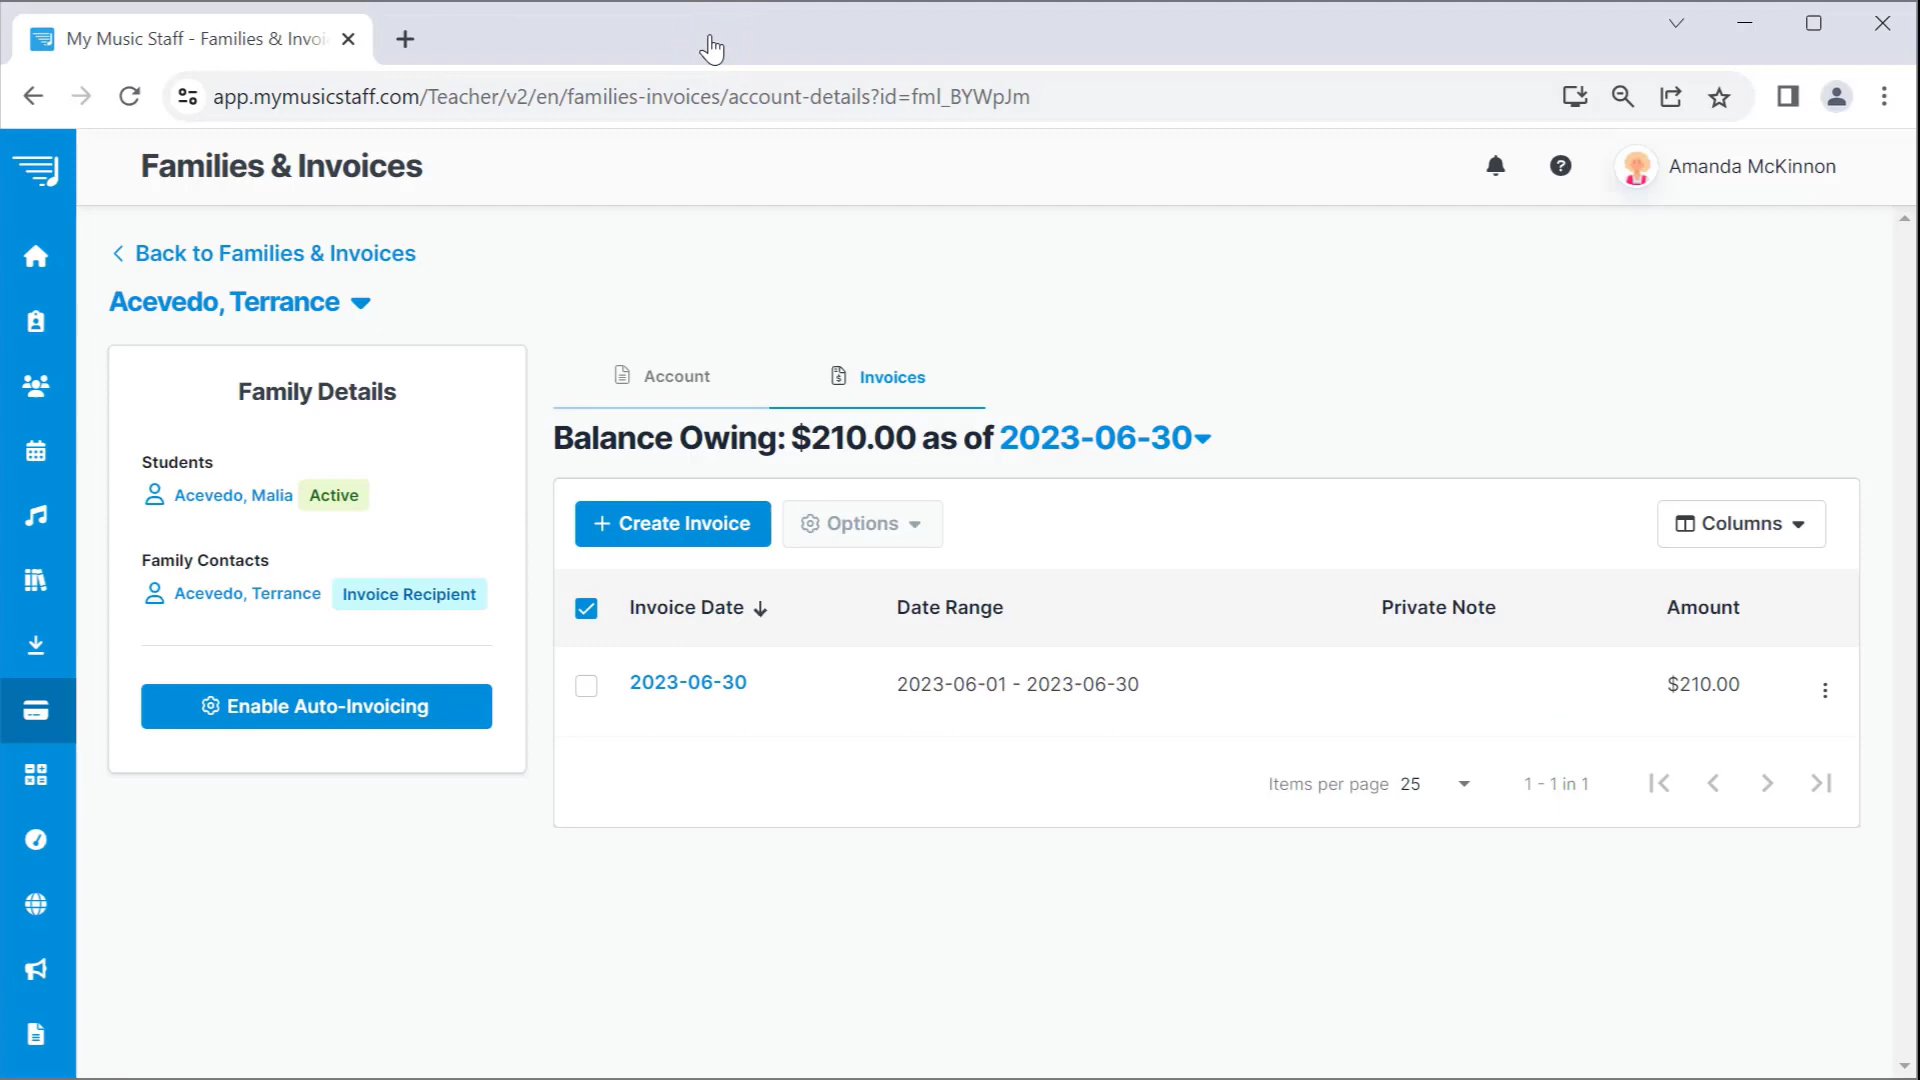 My Music Staff - Families & Invoi
app.mymusicstaff.com/Teacher/v2/en/families-invoices/account-details?id=fml_BYWpJm
Families & Invoices
Amanda McKinnon
Back to Families & Invoices
Acevedo, Terrance
Family Details
Students
Acevedo, Malia Active
Family Contacts
Acevedo, Terrance Invoice Recipient
Enable Auto-Invoicing
Account Invoices
Balance Owing: $210.00 as of 2023-06-30
+ Create Invoice Options Columns
Invoice Date Date Range Private Note Amount
2023-06-30 2023-06-01 - 2023-06-30 $210.00
Items per page 25 1 - 1 in 1